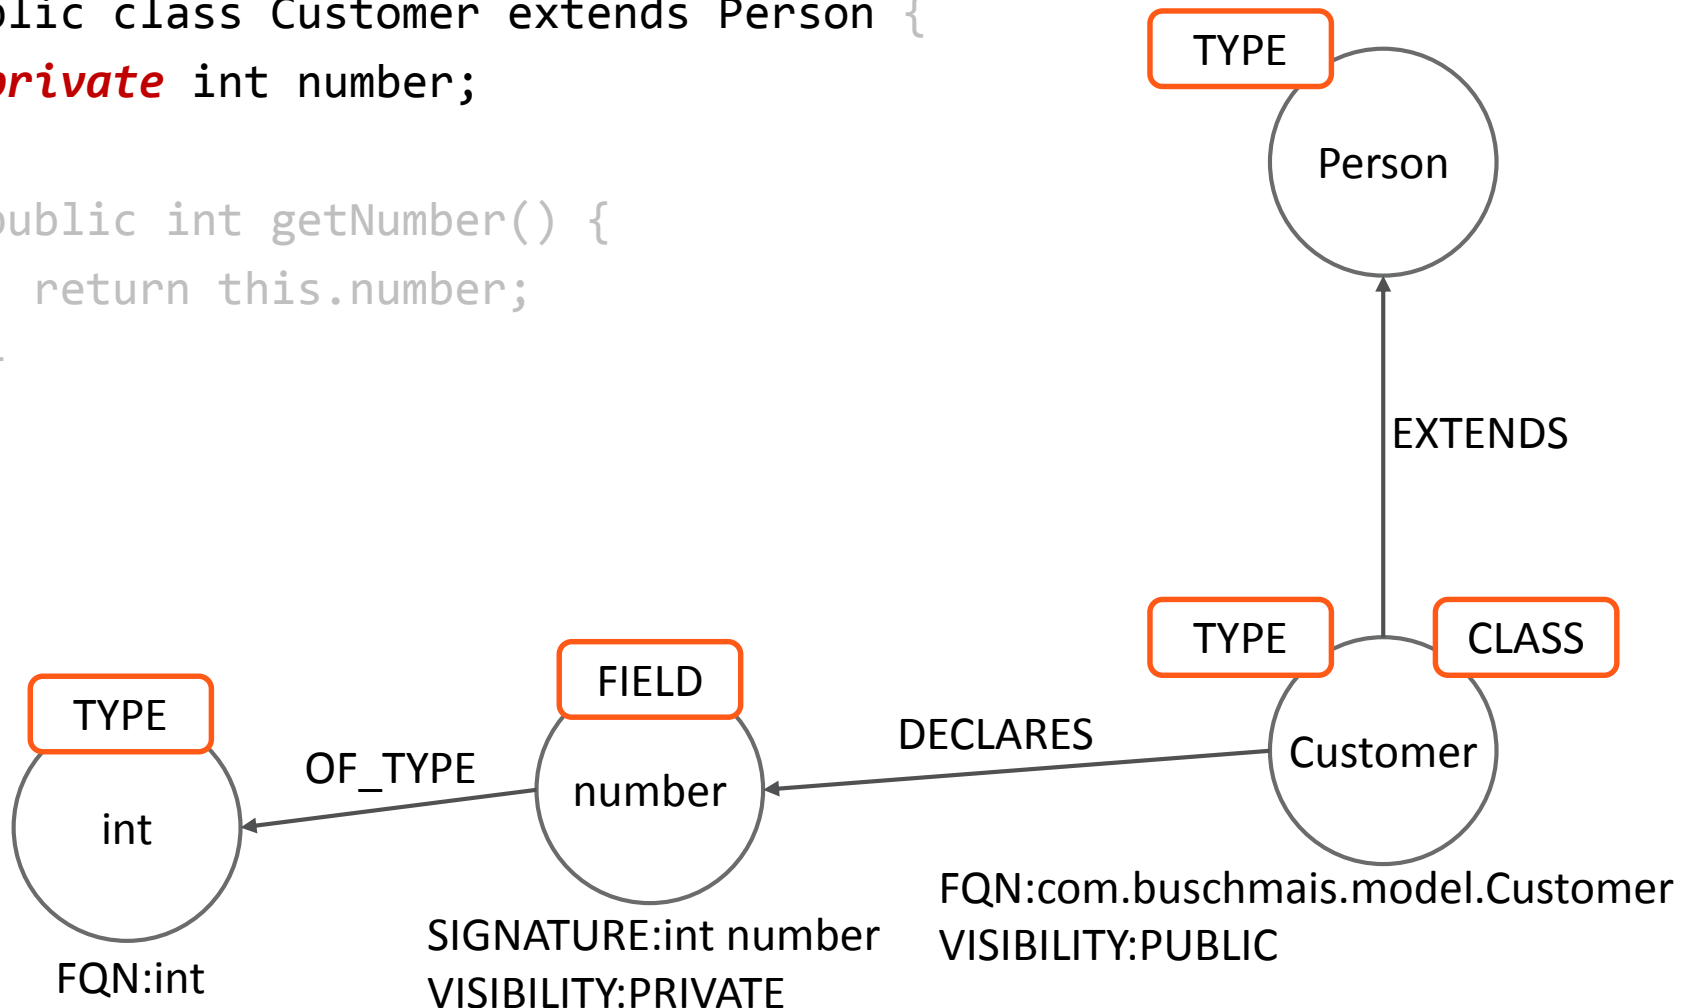 blic class Customer extends Person {
private int number;
public int getNumber() {
return this.number;
}
TYPE
Person
EXTENDS
TYPE
CLASS
Customer
FQN:com.buschmais.model.Customer
VISIBILITY:PUBLIC
DECLARES
FIELD
number
SIGNATURE:int number
VISIBILITY:PRIVATE
OF_TYPE
TYPE
int
FQN:int